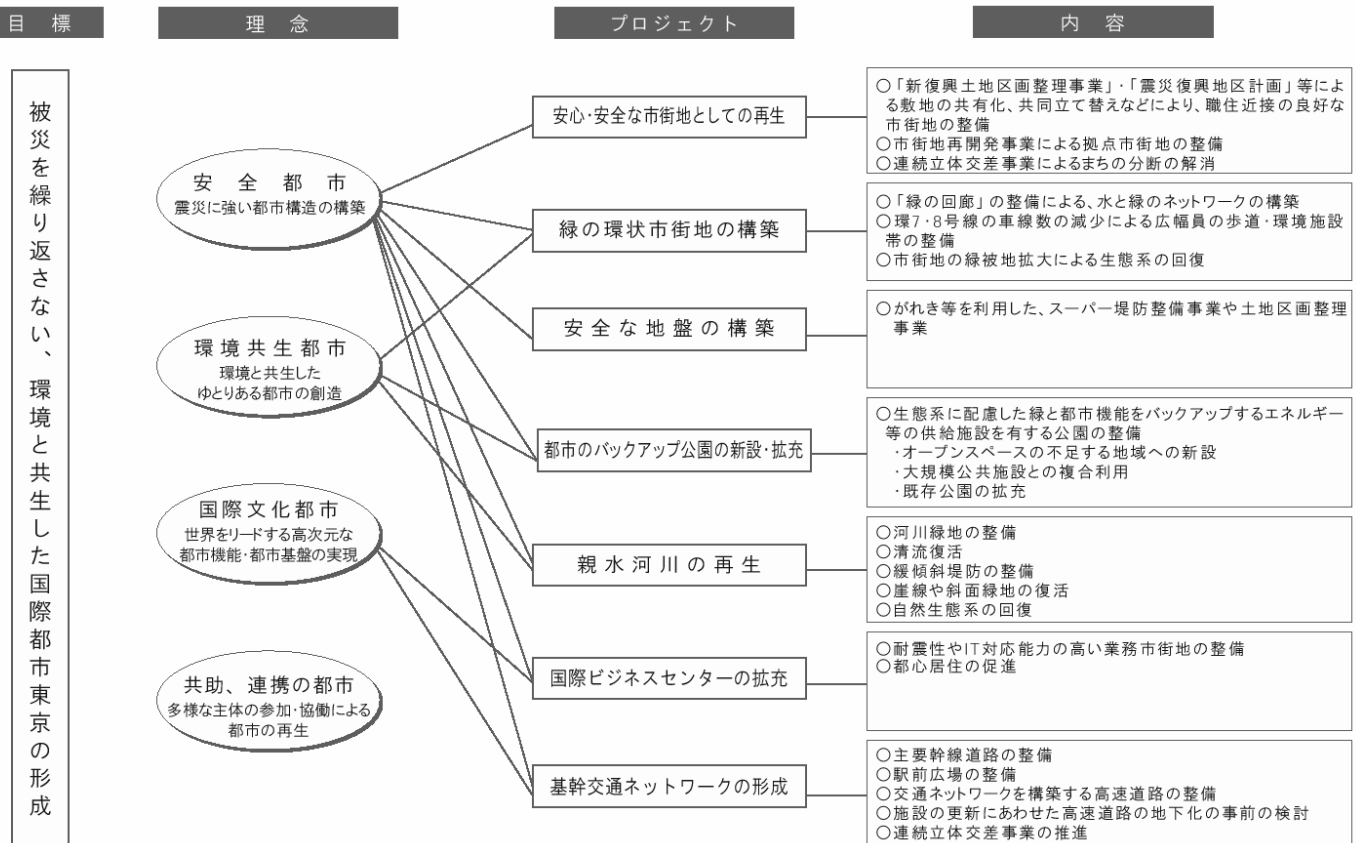 目標
理念
プロジェクト
内容
被災を繰り返さない、環境と共生した国際都市東京の形成
安全都市
震災に強い都市構造の構築
環境共生都市
環境と共生した
ゆとりある都市の創造
国際文化都市
世界をリードする高次元な
都市機能・都市基盤の実現
共助、連携の都市
多様な主体の参加・協働による
都市の再生
安心・安全な市街地としての再生
○「新復興土地区画整理事業」・「震災復興地区計画」等によ
る敷地の共有化、共同立て替えなどにより、職住近接の良好な
市街地の整備
○市街地再開発事業による拠点市街地の整備
○連続立体交差事業によるまちの分断の解消
緑の環状市街地の構築
○「緑の回廊」の整備による、水と緑のネットワークの構築
○環7・8号線の車線数の減少による広幅員の歩道・環境施設
帯の整備
○市街地の緑被地拡大による生態系の回復
安全な地盤の構築
○がれき等を利用した、スーパー堤防整備事業や土地区画整理
事業
都市のバックアップ公園の新設・拡充
○生態系に配慮した緑と都市機能をバックアップするエネルギー
等の供給施設を有する公園の整備
・オープンスペースの不足する地域への新設
・大規模公共施設との複合利用
・既存公園の拡充
親水河川の再生
○河川緑地の整備
○清流復活
○緩傾斜堤防の整備
○崖線や斜面緑地の復活
○自然生態系の回復
国際ビジネスセンターの拡充
○耐震性やIT対応能力の高い業務市街地の整備
○都心居住の促進
基幹交通ネットワークの形成
○主要幹線道路の整備
○駅前広場の整備
○交通ネットワークを構築する高速道路の整備
○施設の更新にあわせた高速道路の地下化の事前の検討
○連続立体交差事業の推進